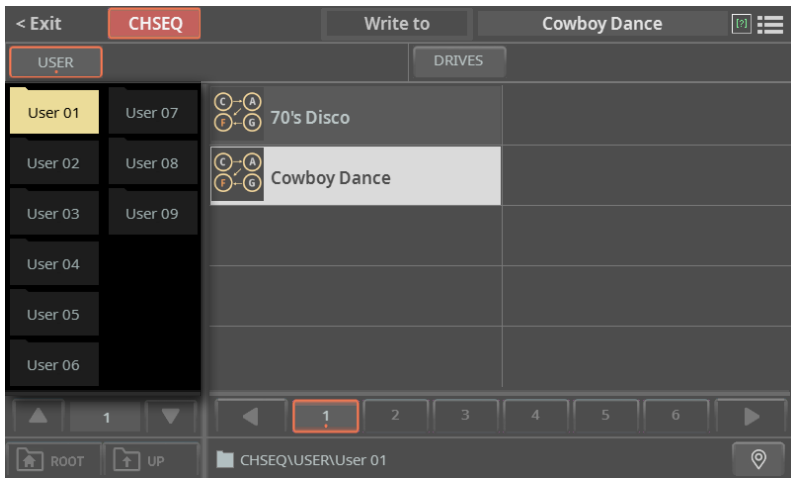 < Exit CHSEQ Write to Cowboy Dance [?]
USER DRIVES
User 01 User 07 C A F G 70's Disco
User 02 User 08 C A F G Cowboy Dance
User 03 User 09
User 04
User 05
User 06
1 1 2 3 4 5 6
ROOT UP CHSEQ\USER\User 01